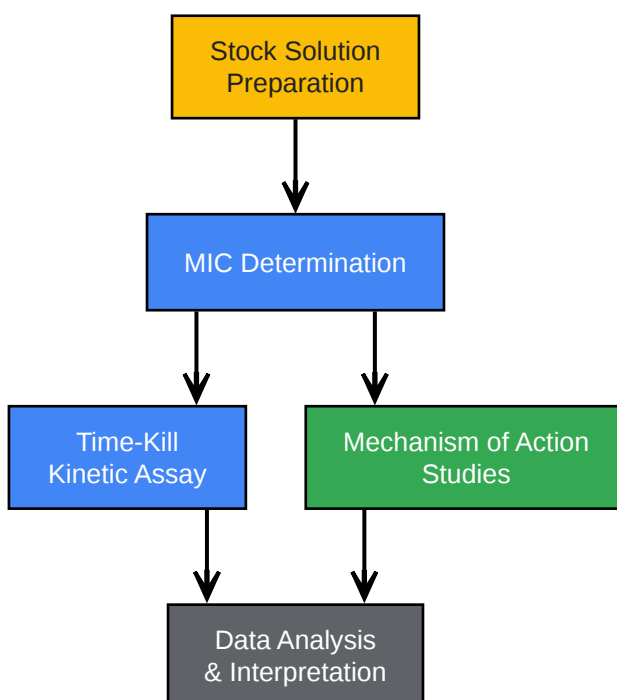 Stock Solution
Preparation
MIC Determination
Time-Kill
Kinetic Assay
Mechanism of Action
Studies
Data Analysis
& Interpretation